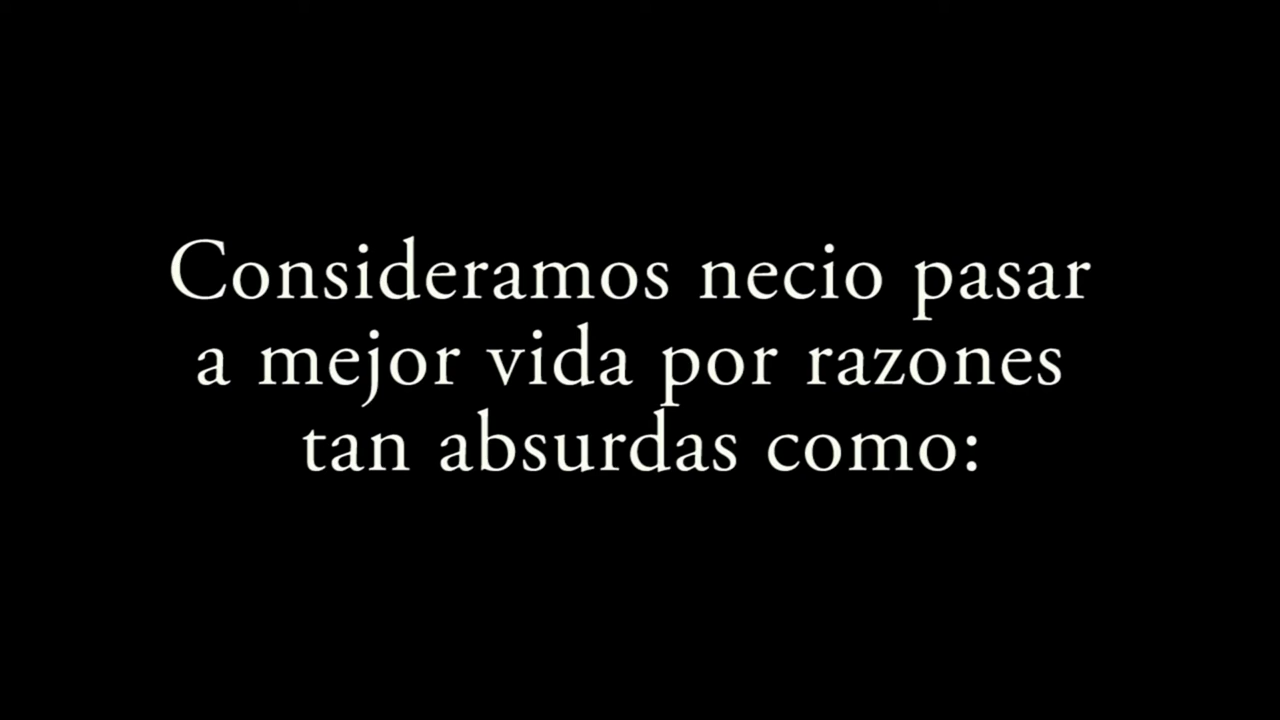 Consideramos necio pasar
a mejor vida por razones
tan absurdas como: